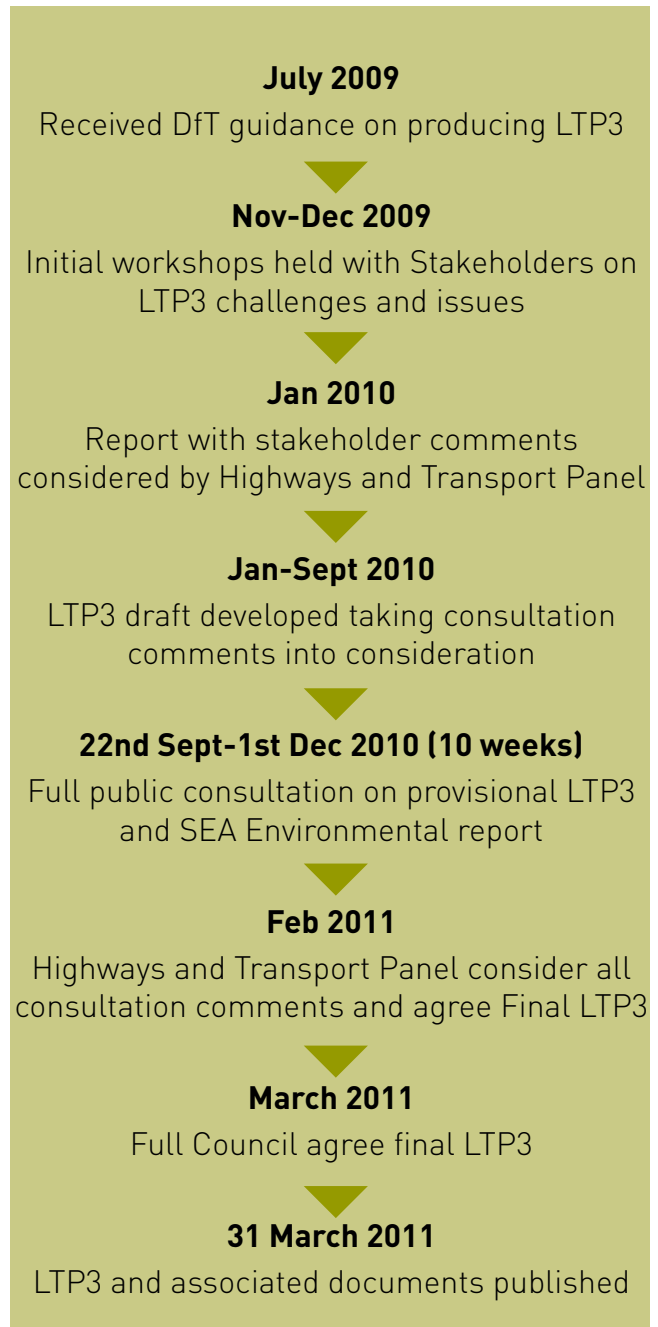 July 2009
Received DfT guidance on producing LTP3
Nov-Dec 2009
Initial workshops held with Stakeholders on
LTP3 challenges and issues
Jan 2010
Report with stakeholder comments
considered by Highways and Transport Panel
Jan-Sept 2010
LTP3 draft developed taking consultation
comments into consideration
22nd Sept-1st Dec 2010 (10 weeks)
Full public consultation on provisional LTP3
and SEA Environmental report
Feb 2011
Highways and Transport Panel consider all
consultation comments and agree Final LTP3
March 2011
Full Council agree final LTP3
31 March 2011
LTP3 and associated documents published